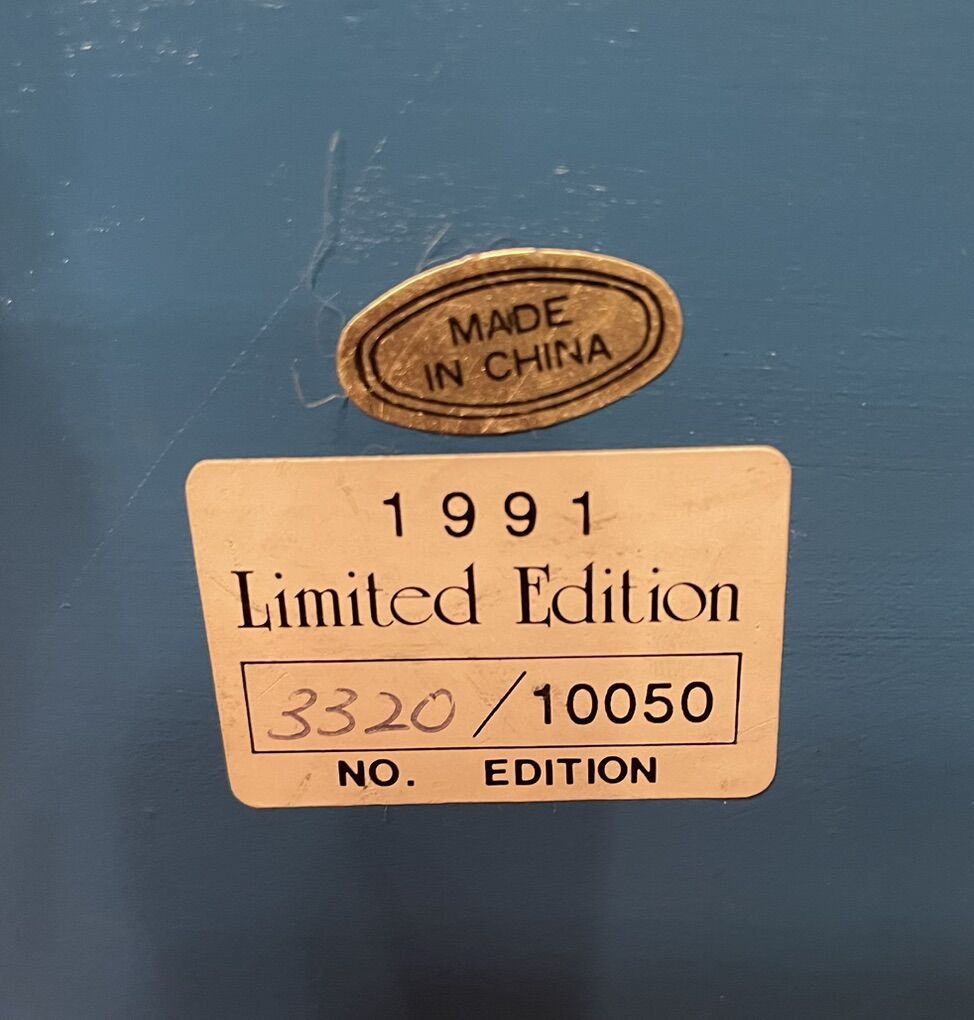 MADE
IN CHINA
1991
Limited Edition
3320 / 10050
NO. EDITION